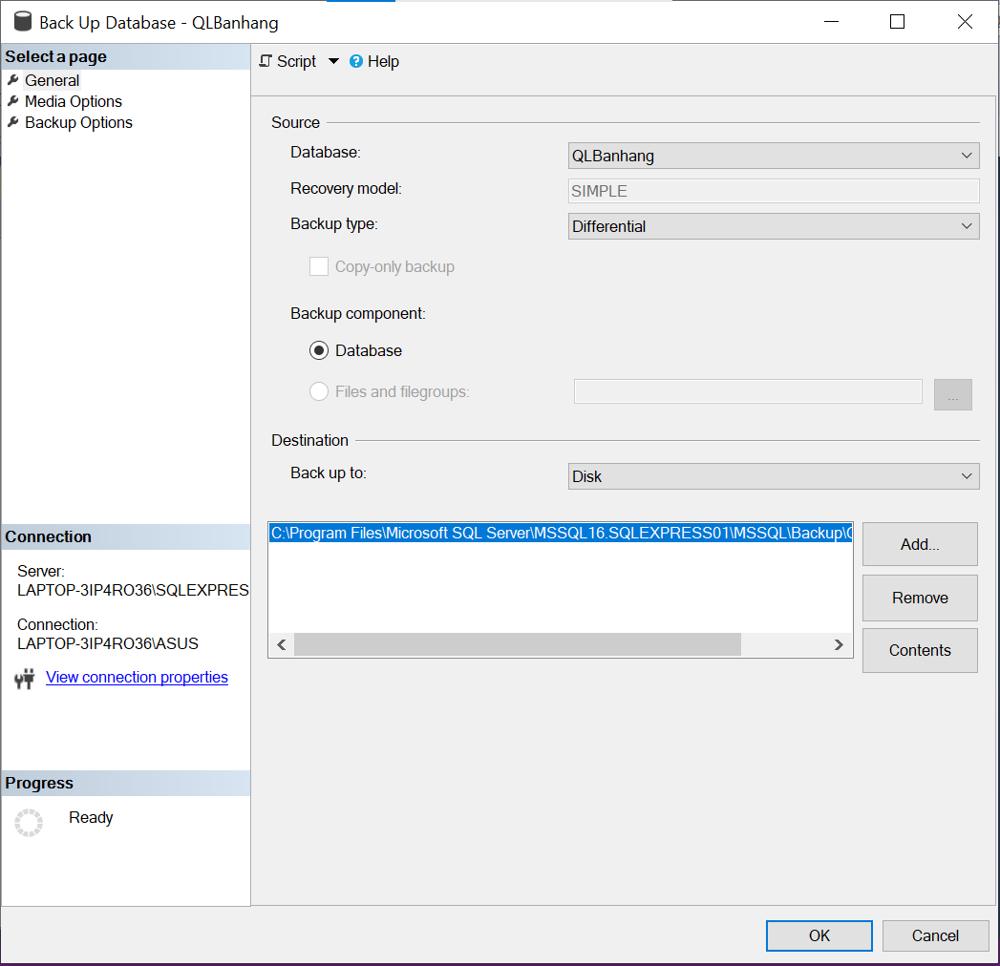 Back Up Database - QLBanhang
Select a page
General
Media Options
Backup Options
Script
Help
Source
Database:
QLBanhang
Recovery model:
SIMPLE
Backup type:
Differential
Copy-only backup
Backup component:
Database
Files and filegroups:
...
Destination
Back up to:
Disk
C:\Program Files\Microsoft SQL Server\MSSQL16.SQLEXPRESS01\MSSQL\Backup\
Add...
Remove
Contents
Connection
Server:
LAPTOP-3IP4RO36\SQLEXPRES
Connection:
LAPTOP-3IP4RO36\ASUS
View connection properties
Progress
Ready
OK
Cancel